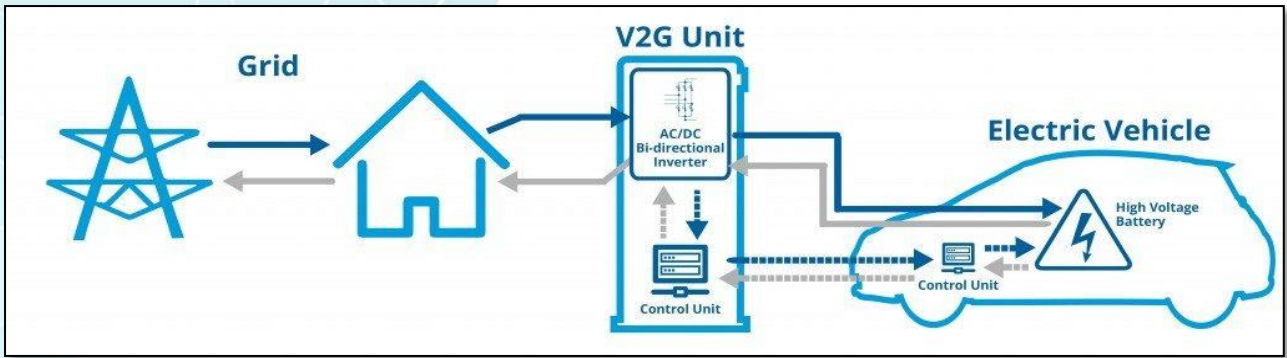 V2G Unit
Grid
AC/DC
Bi-directional
Inverter
Electric Vehicle
High Voltage
Battery
Control Unit
Control Unit